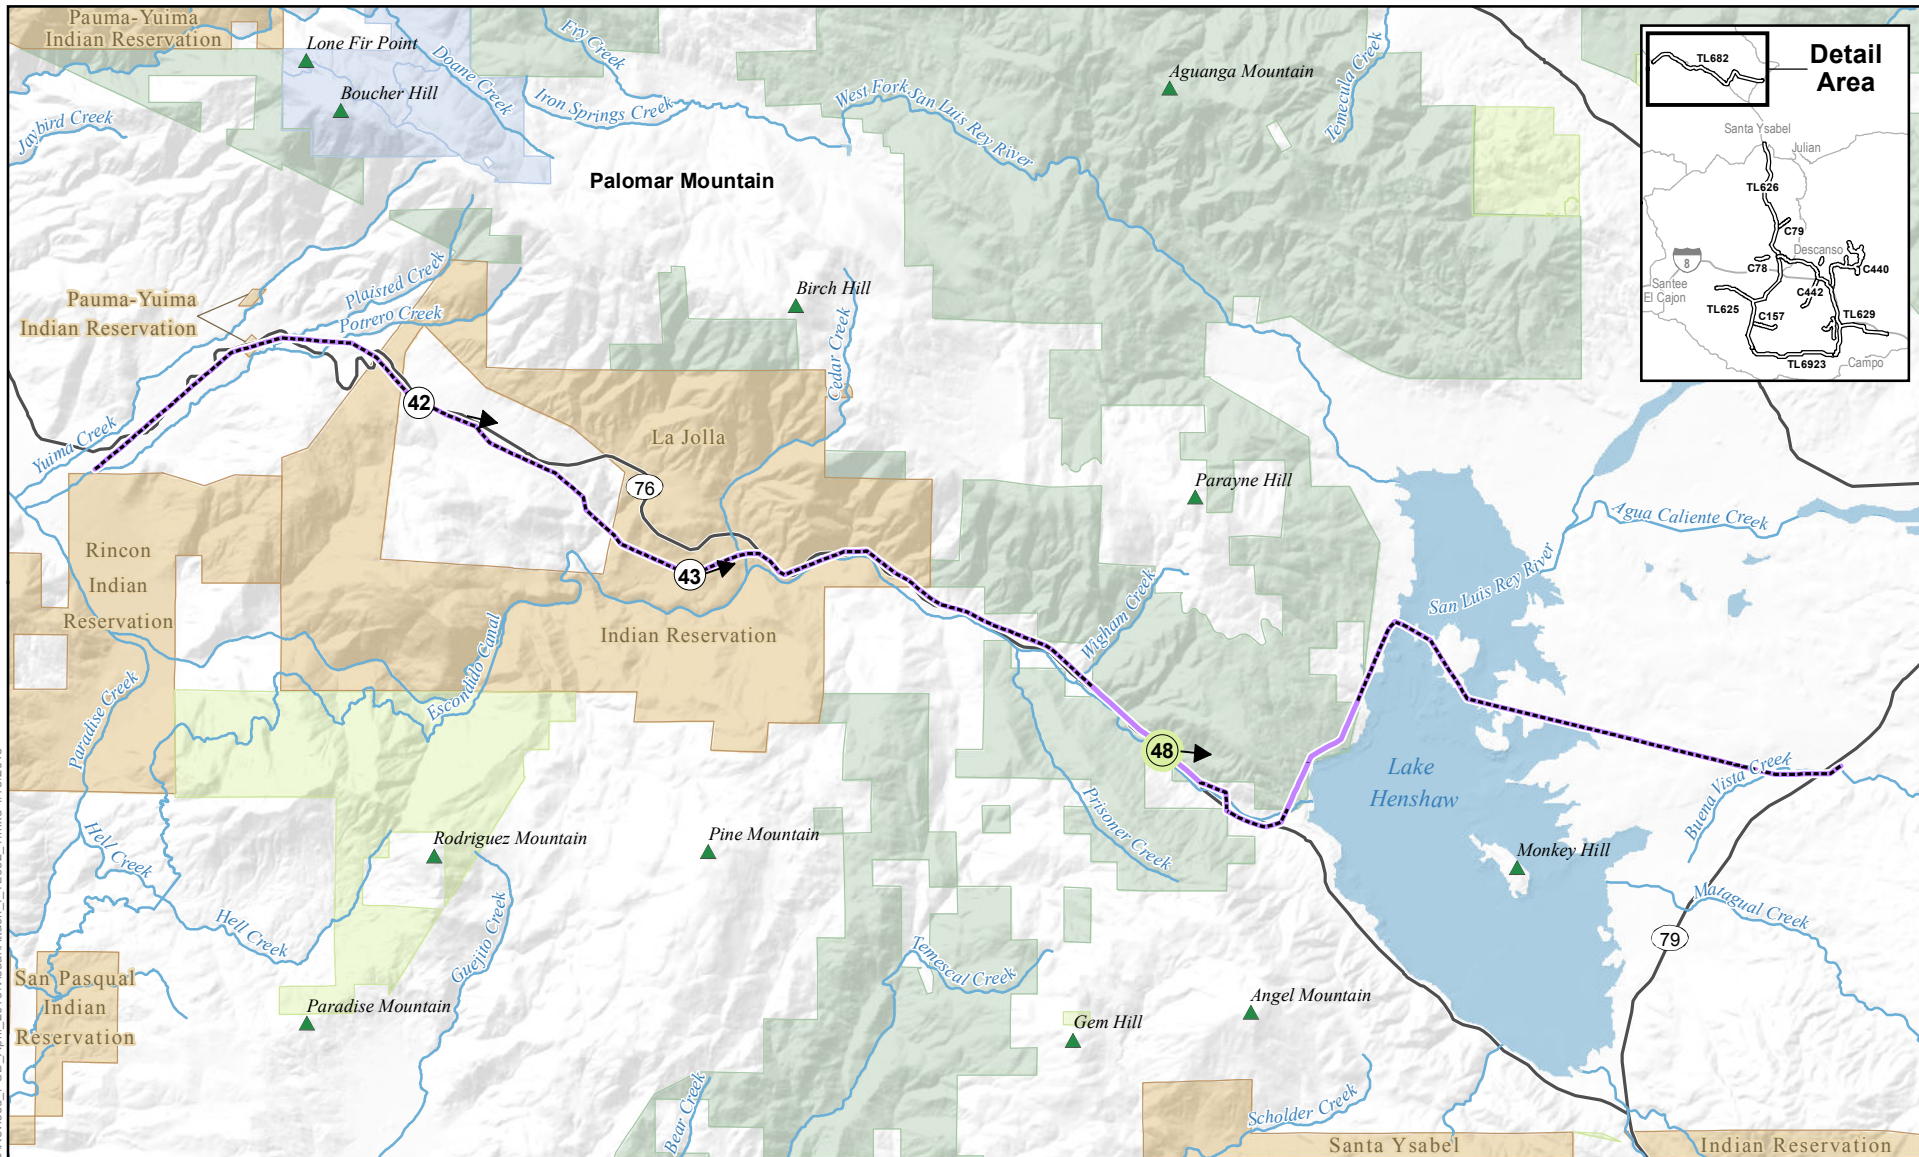 Pauma-Yuima
Indian Reservation
Lone Fir Point
Boucher Hill
Doane Creek
Fry Creek
Iron Springs Creek
West Fork San Luis Rey River
Aguanga Mountain
Temecula Creek
Jaybird Creek
Palomar Mountain
Detail
Area
TL682
Santa Ysabel
Julian
TL626
C79
Descanso
8
C78
C440
Santee
El Cajon
C442
TL625
C157
TL629
TL6923
Campo
Pauma-Yuima
Indian Reservation
Plaisted Creek
Potrero Creek
Birch Hill
Cedar Creek
Yuima Creek
42
La Jolla
76
Parayne Hill
Agua Caliente Creek
Rincon
Indian
Reservation
43
Indian Reservation
Escondido Canal
Wigham Creek
San Luis Rey River
Paradise Creek
48
Lake
Henshaw
Buena Vista Creek
Prisoner Creek
Hell Creek
Rodriguez Mountain
Pine Mountain
Monkey Hill
Matagual Creek
Hell Creek
Guejito Creek
79
Temescal Creek
San Pasqual
Indian
Reservation
Paradise Mountain
Angel Mountain
Gem Hill
Bear Creek
Scholder Creek
Santa Ysabel
Indian Reservation